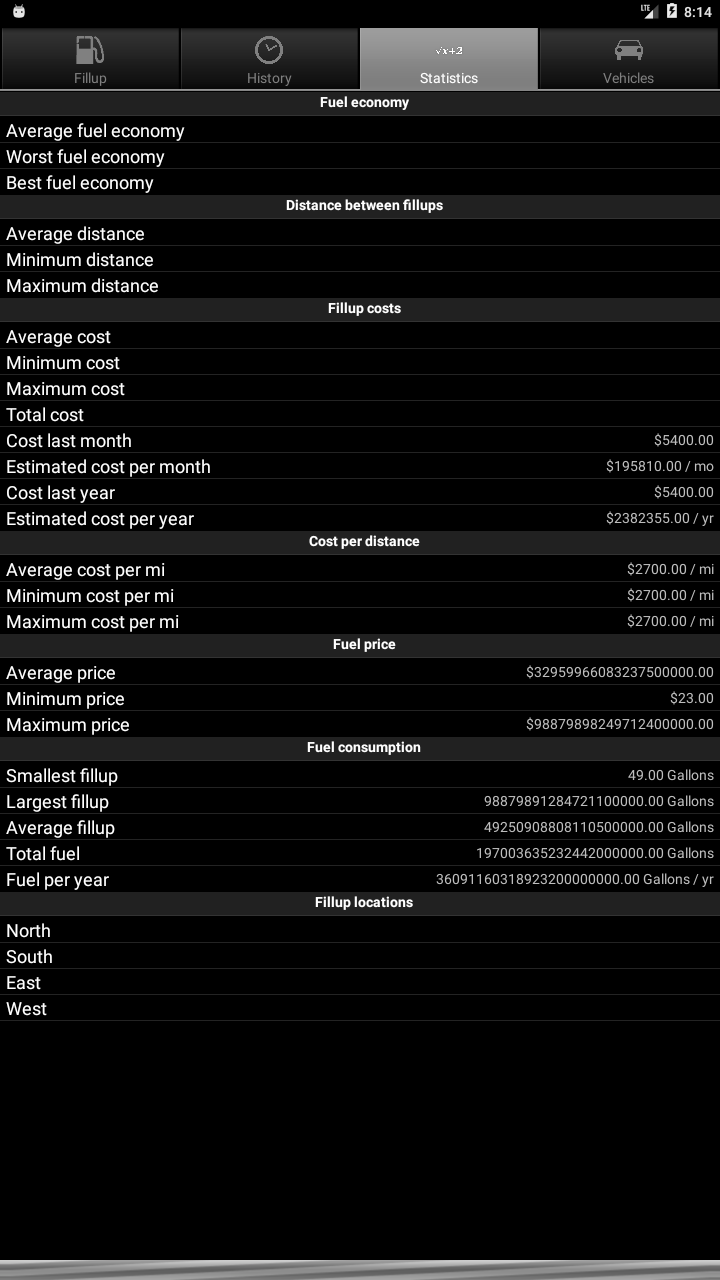 LTE 8:14
√x+2
Fillup History Statistics Vehicles
Fuel economy
Average fuel economy
Worst fuel economy
Best fuel economy
Distance between fillups
Average distance
Minimum distance
Maximum distance
Fillup costs
Average cost
Minimum cost
Maximum cost
Total cost
Cost last month $5400.00
Estimated cost per month $195810.00 / mo
Cost last year $5400.00
Estimated cost per year $2382355.00 / yr
Cost per distance
Average cost per mi $2700.00 / mi
Minimum cost per mi $2700.00 / mi
Maximum cost per mi $2700.00 / mi
Fuel price
Average price $32959966083237500000.00
Minimum price $23.00
Maximum price $98879898249712400000.00
Fuel consumption
Smallest fillup 49.00 Gallons
Largest fillup 98879891284721100000.00 Gallons
Average fillup 49250908808110500000.00 Gallons
Total fuel 197003635232442000000.00 Gallons
Fuel per year 36091160318923200000000.00 Gallons / yr
Fillup locations
North
South
East
West